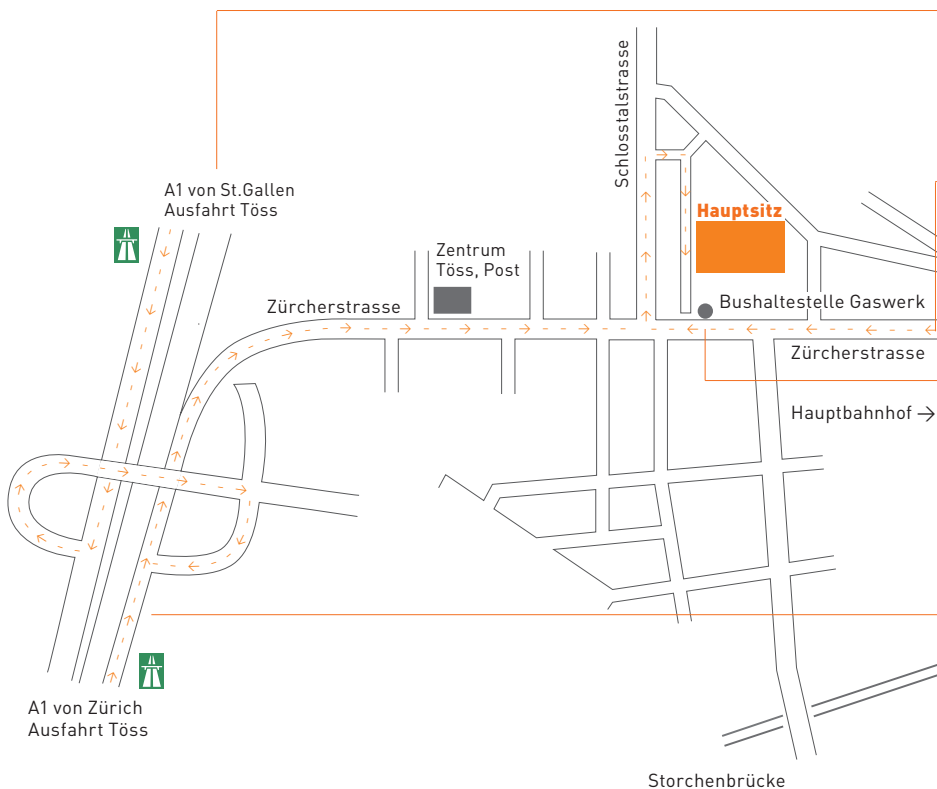 Schlosstalstrasse
A1 von St.Gallen
Ausfahrt Töss
Hauptsitz
Zentrum
Töss, Post
Zürcherstrasse
Bushaltestelle Gaswerk
Zürcherstrasse
Hauptbahnhof →
A1 von Zürich
Ausfahrt Töss
Storchenbrücke